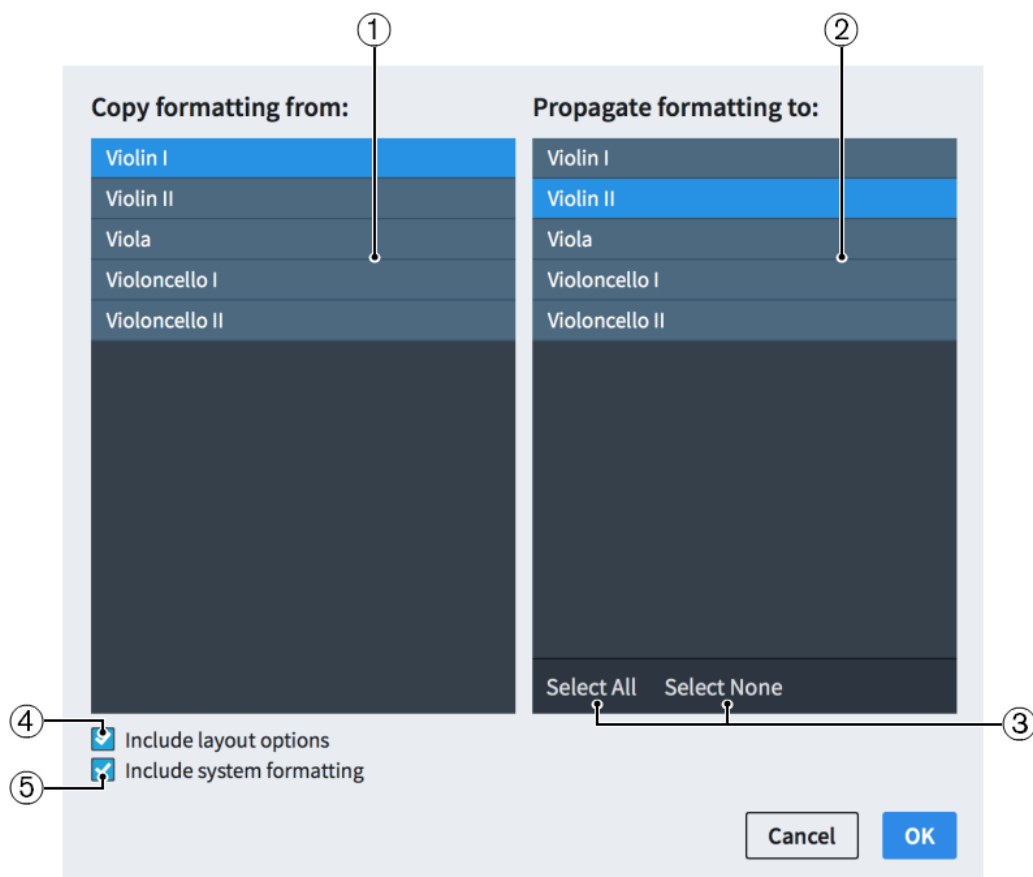 ① ②
Copy formatting from:
Violin I
Violin II
Viola
Violoncello I
Violoncello II
Propagate formatting to:
Violin I
Violin II
Viola
Violoncello I
Violoncello II
Select All Select None
③
④
Include layout options
⑤
Include system formatting
Cancel OK